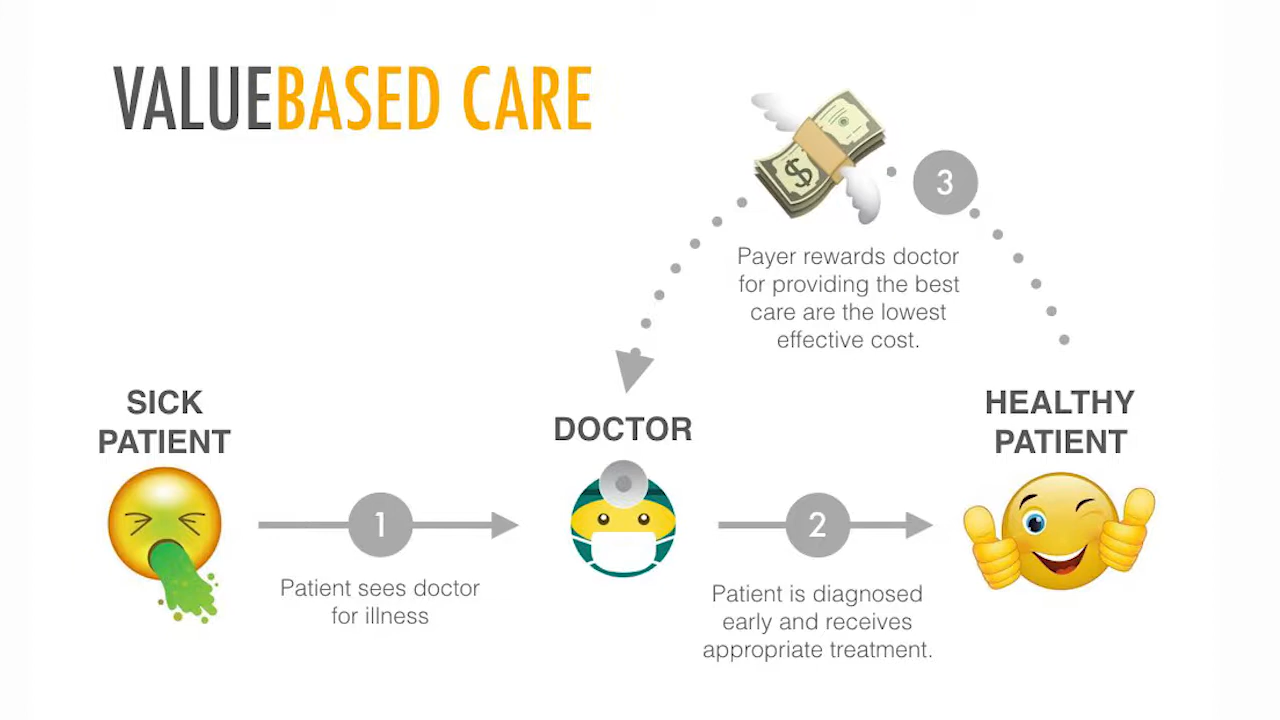 VALUEBASED CARE
3
Payer rewards doctor
for providing the best
care are the lowest
effective cost.
SICK
PATIENT
DOCTOR
HEALTHY
PATIENT
1
Patient sees doctor
for illness
2
Patient is diagnosed
early and receives
appropriate treatment.
$